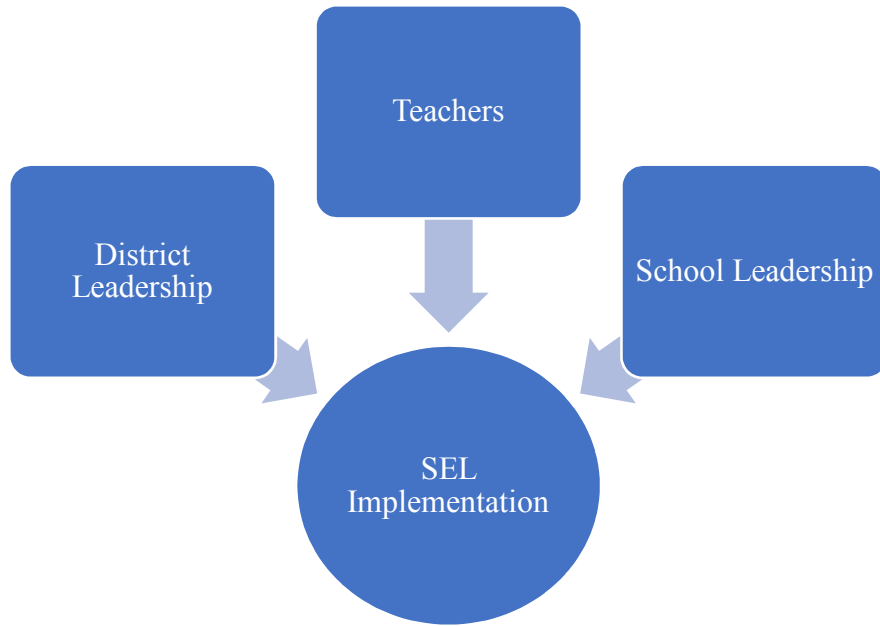 Teachers
District
Leadership
School Leadership
SEL
Implementation